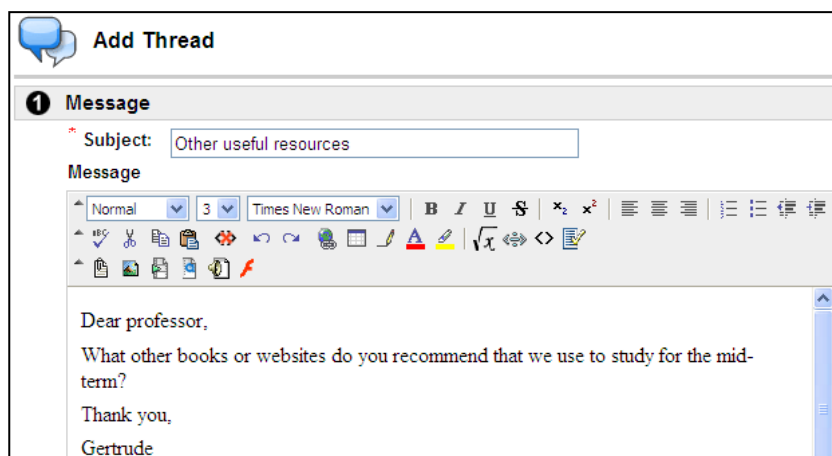 Add Thread
1 Message
* Subject: Other useful resources
Message
Normal 3 Times New Roman B I U S x₂ x²
ABC √x <>
Dear professor,
What other books or websites do you recommend that we use to study for the mid-
term?
Thank you,
Gertrude